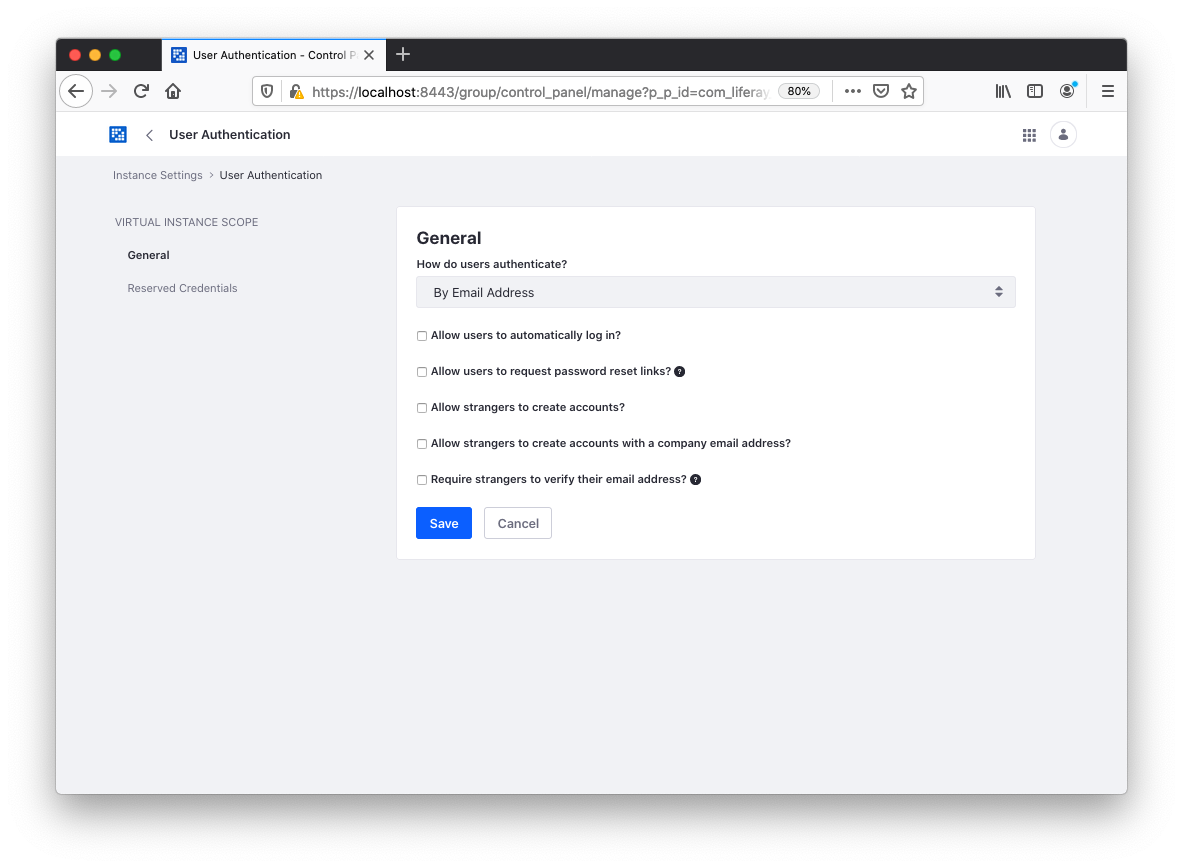 User Authentication - Control P
https://localhost:8443/group/control_panel/manage?p_p_id=com_liferay
80%
User Authentication
Instance Settings > User Authentication
VIRTUAL INSTANCE SCOPE
General
Reserved Credentials
General
How do users authenticate?
By Email Address
Allow users to automatically log in?
Allow users to request password reset links? ?
Allow strangers to create accounts?
Allow strangers to create accounts with a company email address?
Require strangers to verify their email address? ?
Save
Cancel